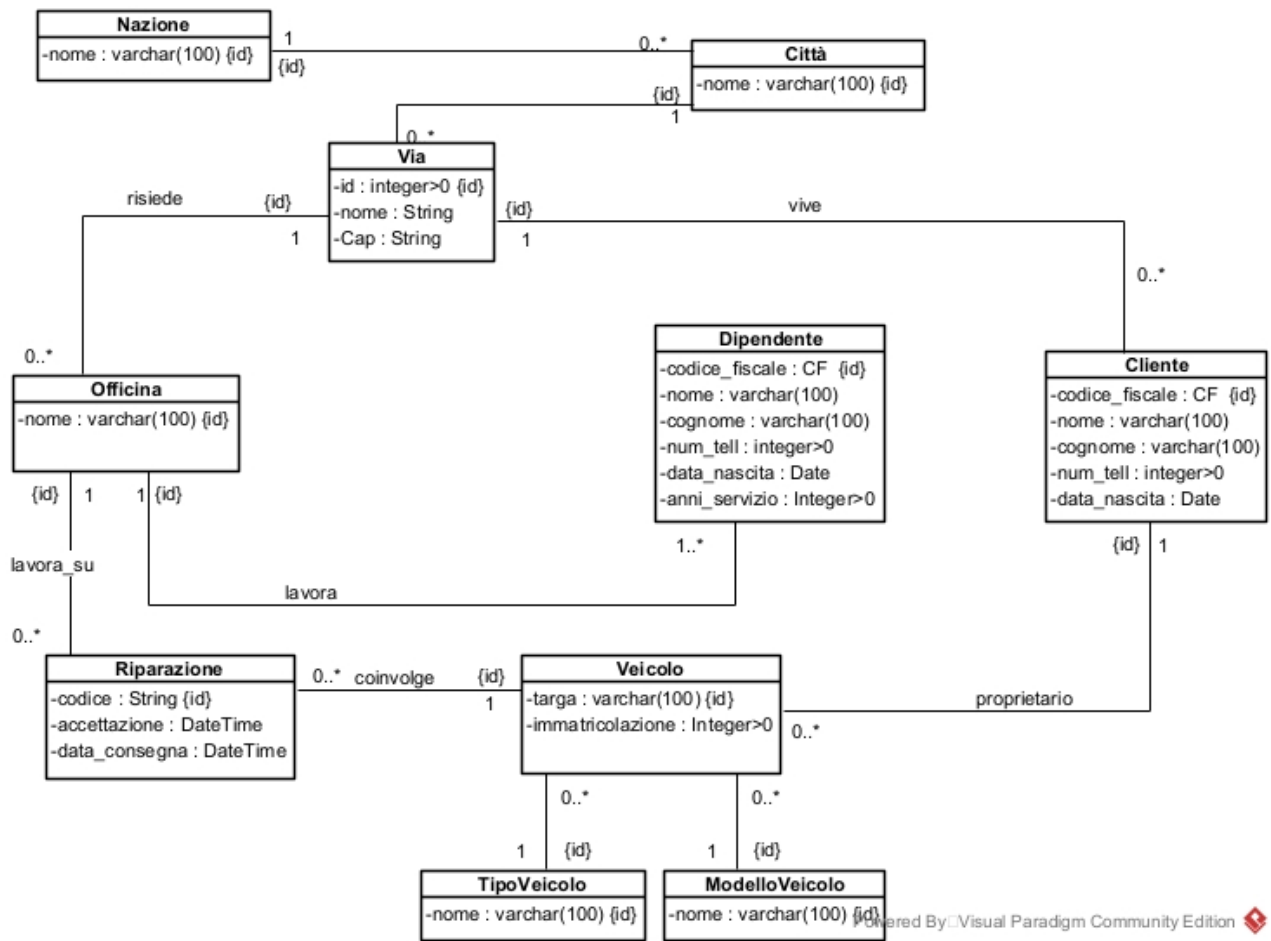 Nazione
-nome : varchar(100) {id}
1
{id}
0..*
Città
-nome : varchar(100) {id}
{id}
1
0..*
Via
-id : integer>0 {id}
-nome : String
-Cap : String
risiede
{id}
1
{id}
1
vive
0..*
0..*
Officina
-nome : varchar(100) {id}
Dipendente
-codice_fiscale : CF {id}
-nome : varchar(100)
-cognome : varchar(100)
-num_tell : integer>0
-data_nascita : Date
-anni_servizio : Integer>0
Cliente
-codice_fiscale : CF {id}
-nome : varchar(100)
-cognome : varchar(100)
-num_tell : integer>0
-data_nascita : Date
{id}
1
1
{id}
1..*
{id}
1
lavora_su
lavora
0..*
Riparazione
-codice : String {id}
-accettazione : DateTime
-data_consegna : DateTime
0..*
coinvolge
{id}
1
Veicolo
-targa : varchar(100) {id}
-immatricolazione : Integer>0
proprietario
0..*
0..*
0..*
1
{id}
1
{id}
TipoVeicolo
-nome : varchar(100) {id}
ModelloVeicolo
-nome : varchar(100) {id}
Powered By Visual Paradigm Community Edition